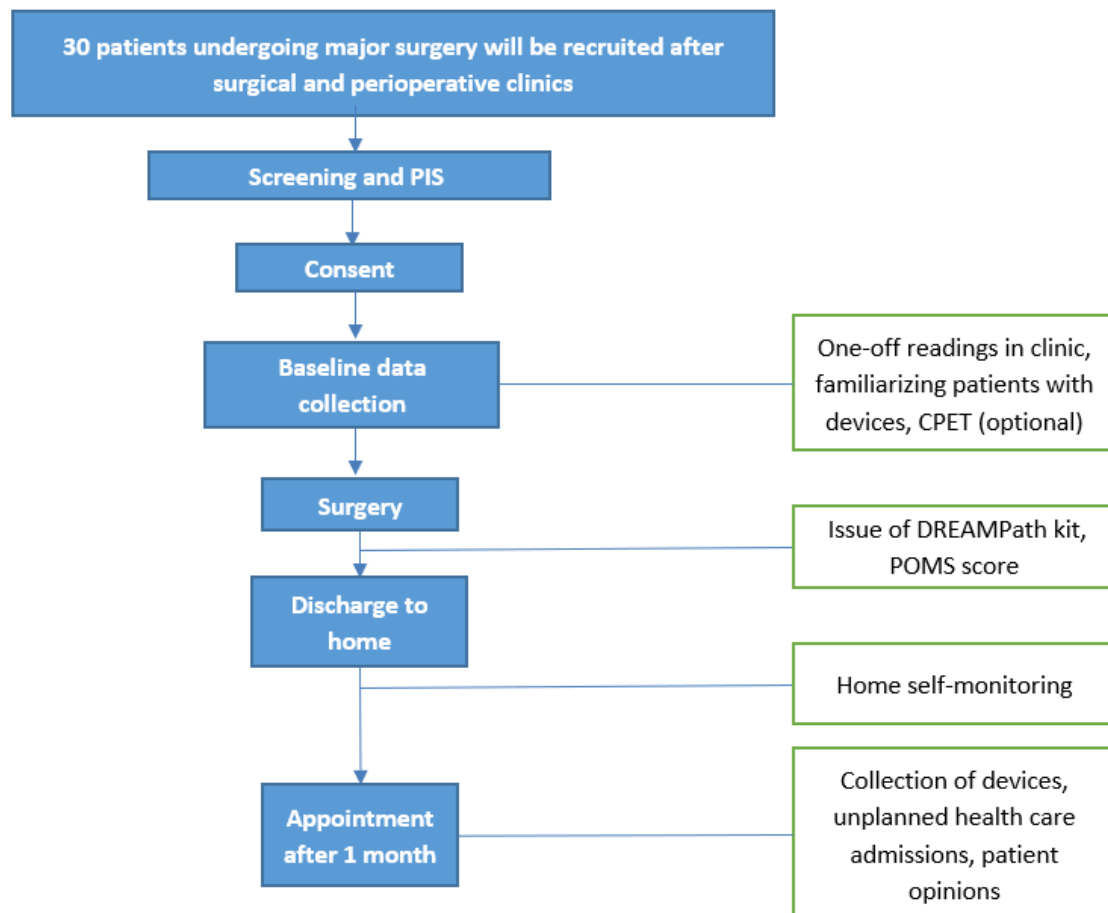 30 patients undergoing major surgery will be recruited after
surgical and perioperative clinics
Screening and PIS
Consent
Baseline data
collection
One-off readings in clinic,
familiarizing patients with
devices, CPET (optional)
Surgery
Issue of DREAMPath kit,
POMS score
Discharge to
home
Home self-monitoring
Appointment
after 1 month
Collection of devices,
unplanned health care
admissions, patient
opinions